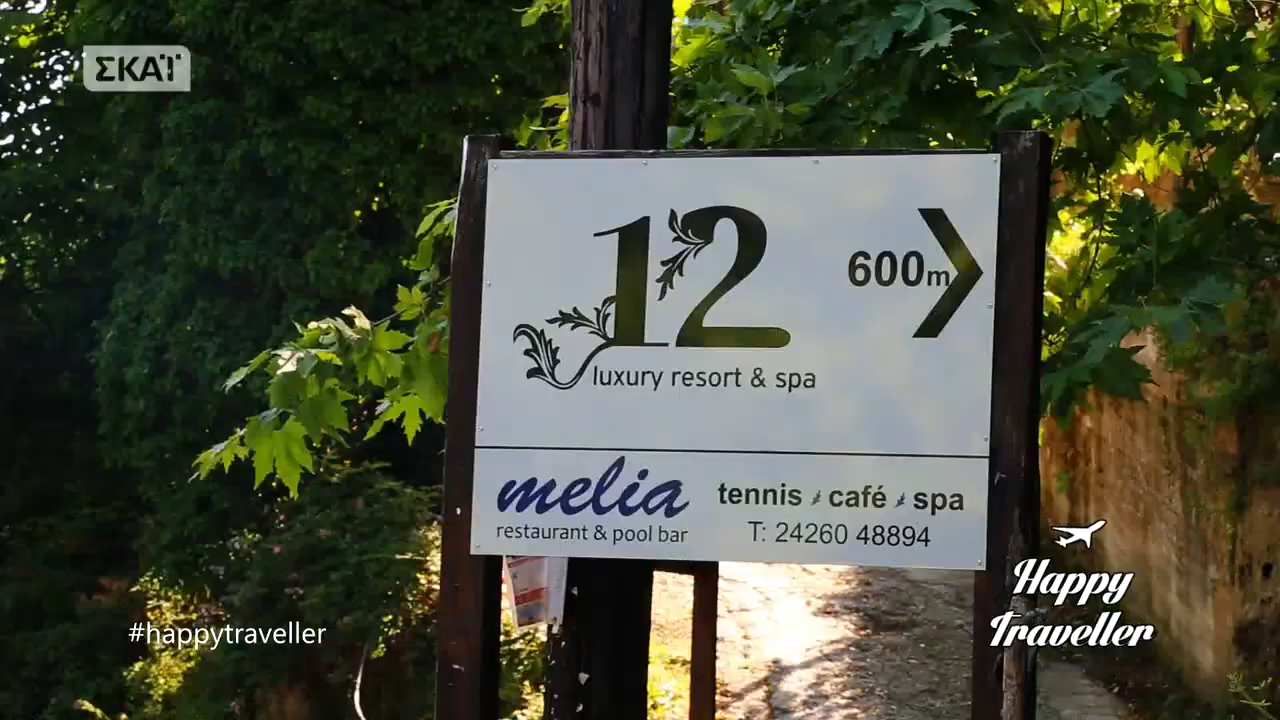 ΣΚΑΪ
12
600m
luxury resort & spa
melia
restaurant & pool bar
tennis café spa
T: 24260 48894
#happytraveller
Happy
Traveller